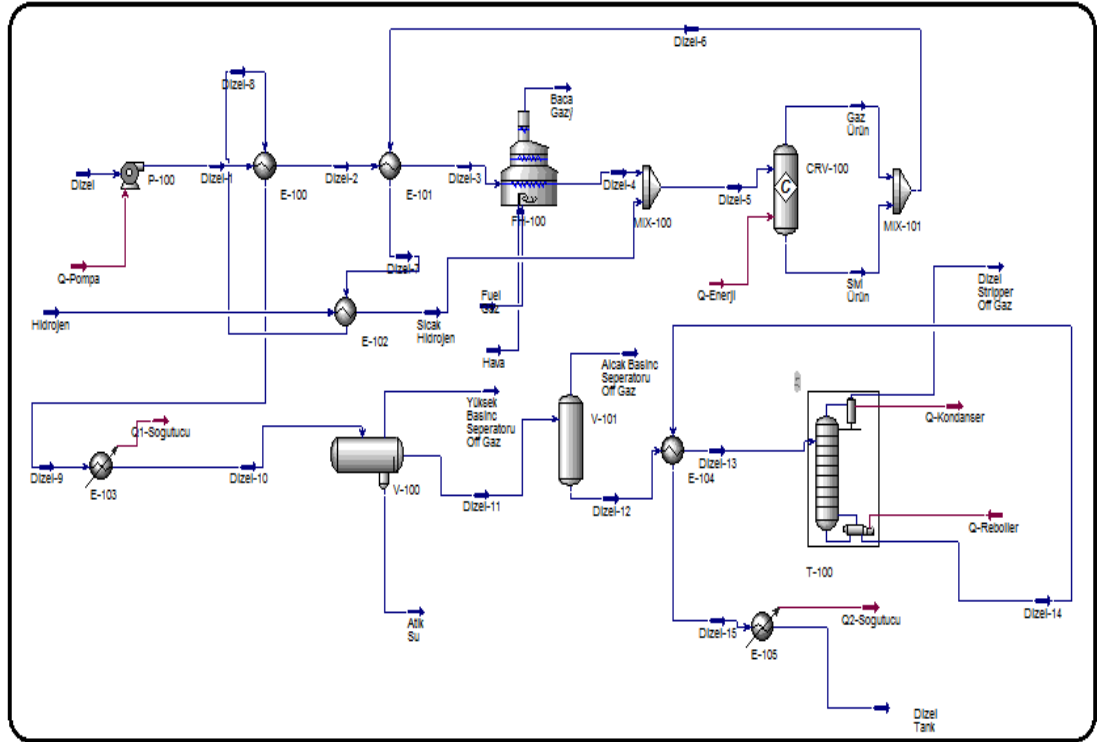 Dizel-6
Dizel-8
Baca
Gazý
Gaz
Ürün
Dizel
P-100
Dizel-1
E-100
Dizel-2
E-101
Dizel-3
FH-100
Dizel-4
MIX-100
Dizel-5
CRV-100
MIX-101
Q-Pompa
Dizel-7
Q-Enerji
Sıvı
Ürün
Dizel
Stripper
Off Gaz
Hidrojen
E-102
Sıcak
Hidrojen
Fuel
Gaz
Hava
Alcak Basinc
Seperatoru
Off Gaz
V-101
Yüksek
Basinc
Seperatoru
Off Gaz
Q-Kondanser
Q1-Sogutucu
Dizel-9
E-103
Dizel-10
V-100
Dizel-11
Dizel-12
E-104
Dizel-13
Q-Reboiler
T-100
Dizel-14
Atik
Su
Dizel-15
E-105
Q2-Sogutucu
Dizel
Tank